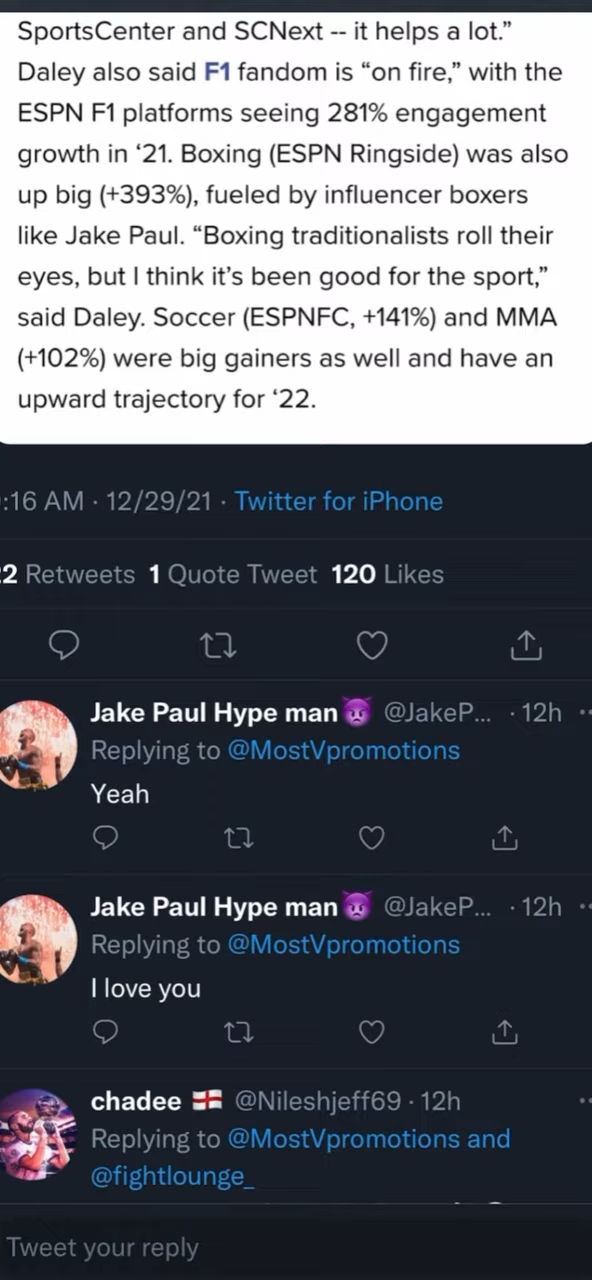 SportsCenter and SCNext -- it helps a lot.”
Daley also said F1 fandom is “on fire,” with the
ESPN F1 platforms seeing 281% engagement
growth in ‘21. Boxing (ESPN Ringside) was also
up big (+393%), fueled by influencer boxers
like Jake Paul. “Boxing traditionalists roll their
eyes, but I think it’s been good for the sport,”
said Daley. Soccer (ESPNFC, +141%) and MMA
(+102%) were big gainers as well and have an
upward trajectory for ‘22.
:16 AM · 12/29/21 · Twitter for iPhone
2 Retweets 1 Quote Tweet 120 Likes
Jake Paul Hype man👿 @JakeP... · 12h
Replying to @MostVpromotions
Yeah
Jake Paul Hype man👿 @JakeP... · 12h
Replying to @MostVpromotions
I love you
chadee 🏴󠁧󠁢󠁥󠁮󠁧󠁿 @Nileshjeff69 · 12h
Replying to @MostVpromotions and
@fightlounge_
Tweet your reply